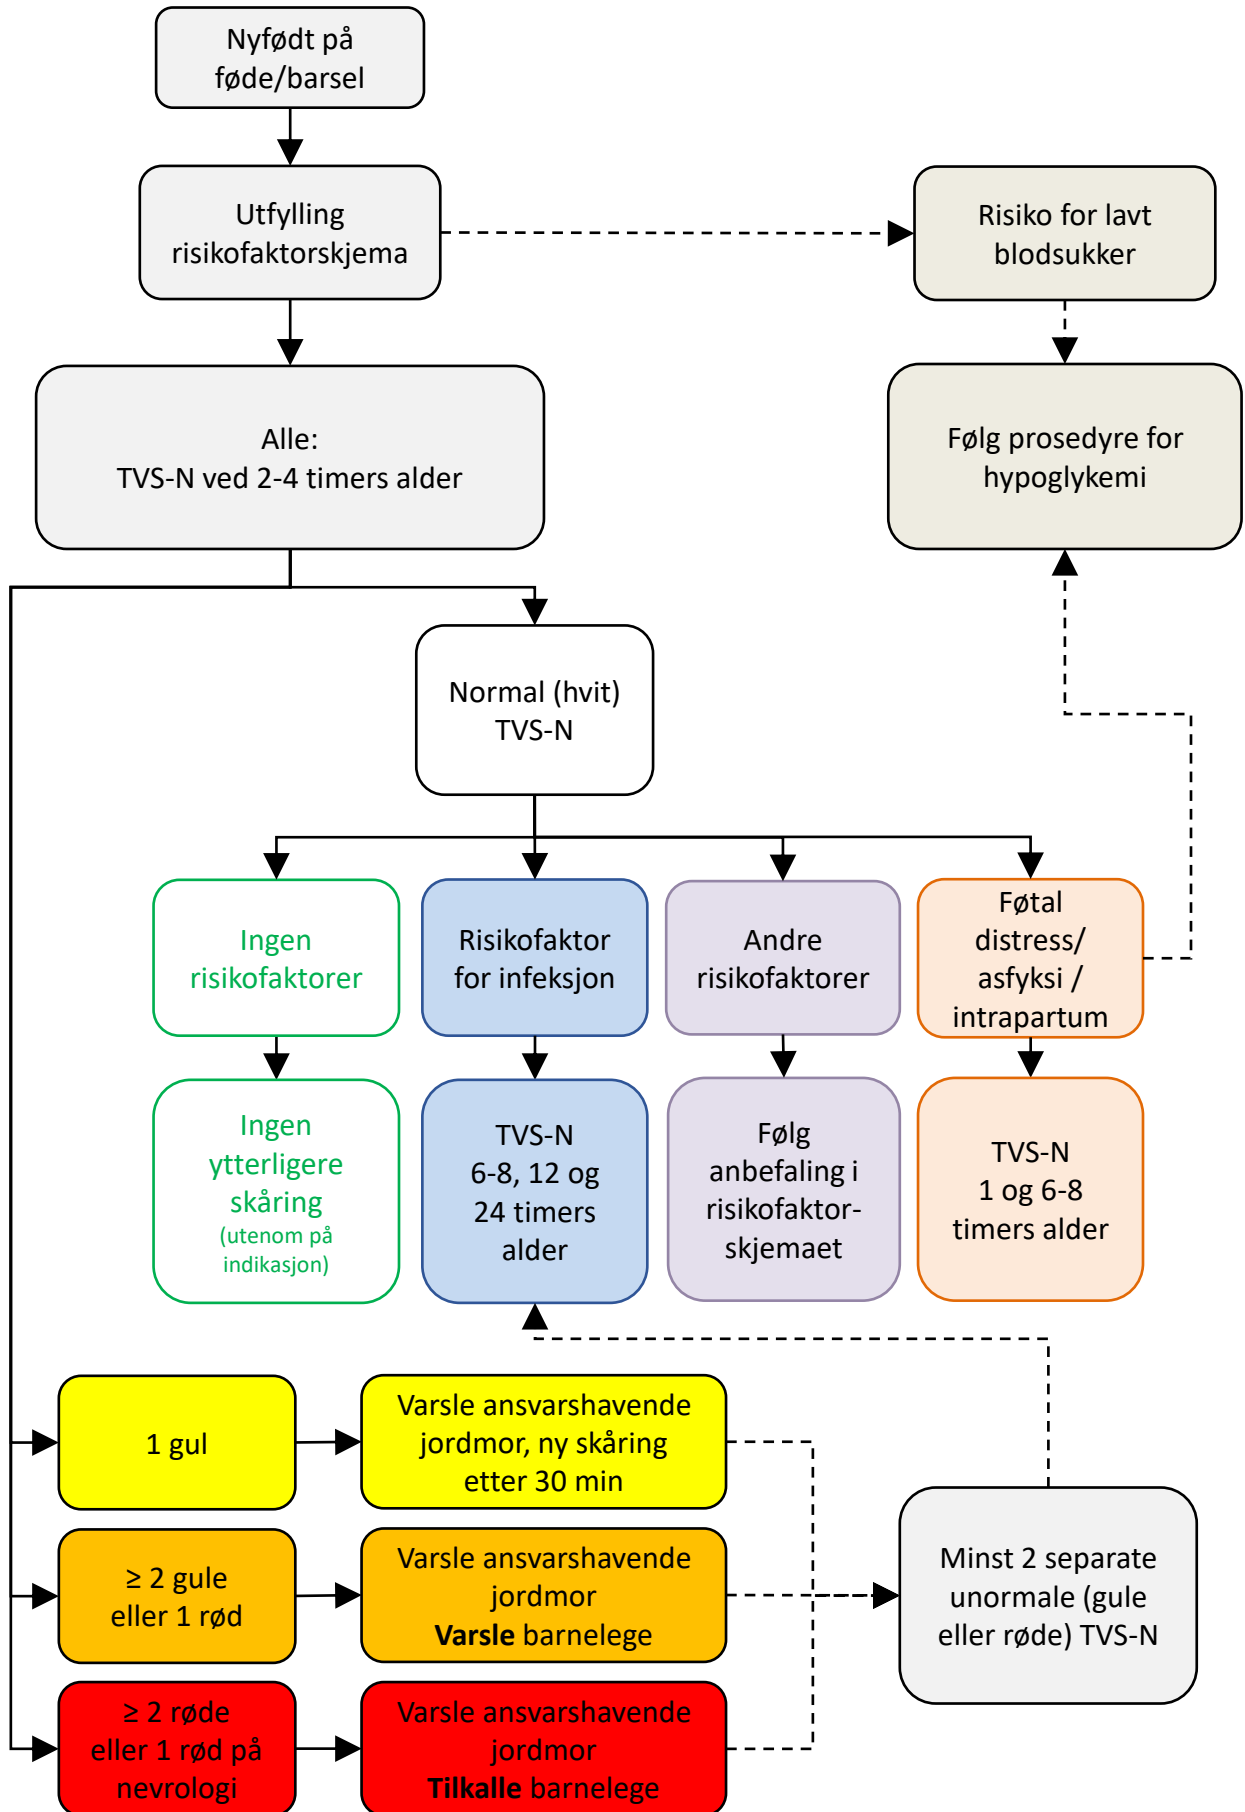 Nyfødt på
føde/barsel
Utfylling
risikofaktorskjema
Risiko for lavt
blodsukker
Alle:
TVS-N ved 2-4 timers alder
Følg prosedyre for
hypoglykemi
Normal (hvit)
TVS-N
Ingen
risikofaktorer
Risikofaktor
for infeksjon
Andre
risikofaktorer
Føtal
distress/
asfyksi /
intrapartum
Ingen
ytterligere
skåring
(utenom på
indikasjon)
TVS-N
6-8, 12 og
24 timers
alder
Følg
anbefaling i
risikofaktor-
skjemaet
TVS-N
1 og 6-8
timers alder
1 gul
Varsle ansvarshavende
jordmor, ny skåring
etter 30 min
≥ 2 gule
eller 1 rød
Varsle ansvarshavende
jordmor
Varsle barnelege
Minst 2 separate
unormale (gule
eller røde) TVS-N
≥ 2 røde
eller 1 rød på
nevrologi
Varsle ansvarshavende
jordmor
Tilkalle barnelege